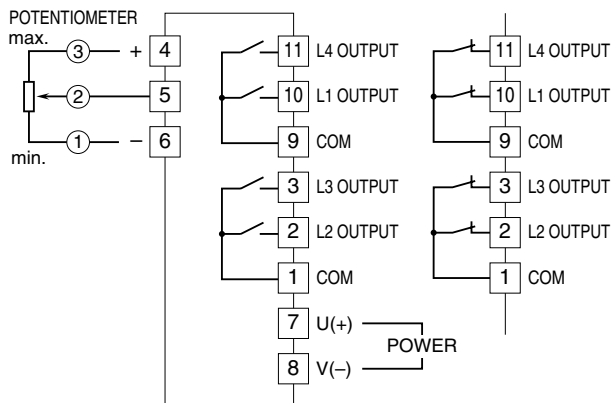 POTENTIOMETER
max.
3 + 4
2 5
1 − 6
min.
11 L4 OUTPUT
10 L1 OUTPUT
9 COM
3 L3 OUTPUT
2 L2 OUTPUT
1 COM
7 U(+)
POWER
8 V(−)
11 L4 OUTPUT
10 L1 OUTPUT
9 COM
3 L3 OUTPUT
2 L2 OUTPUT
1 COM